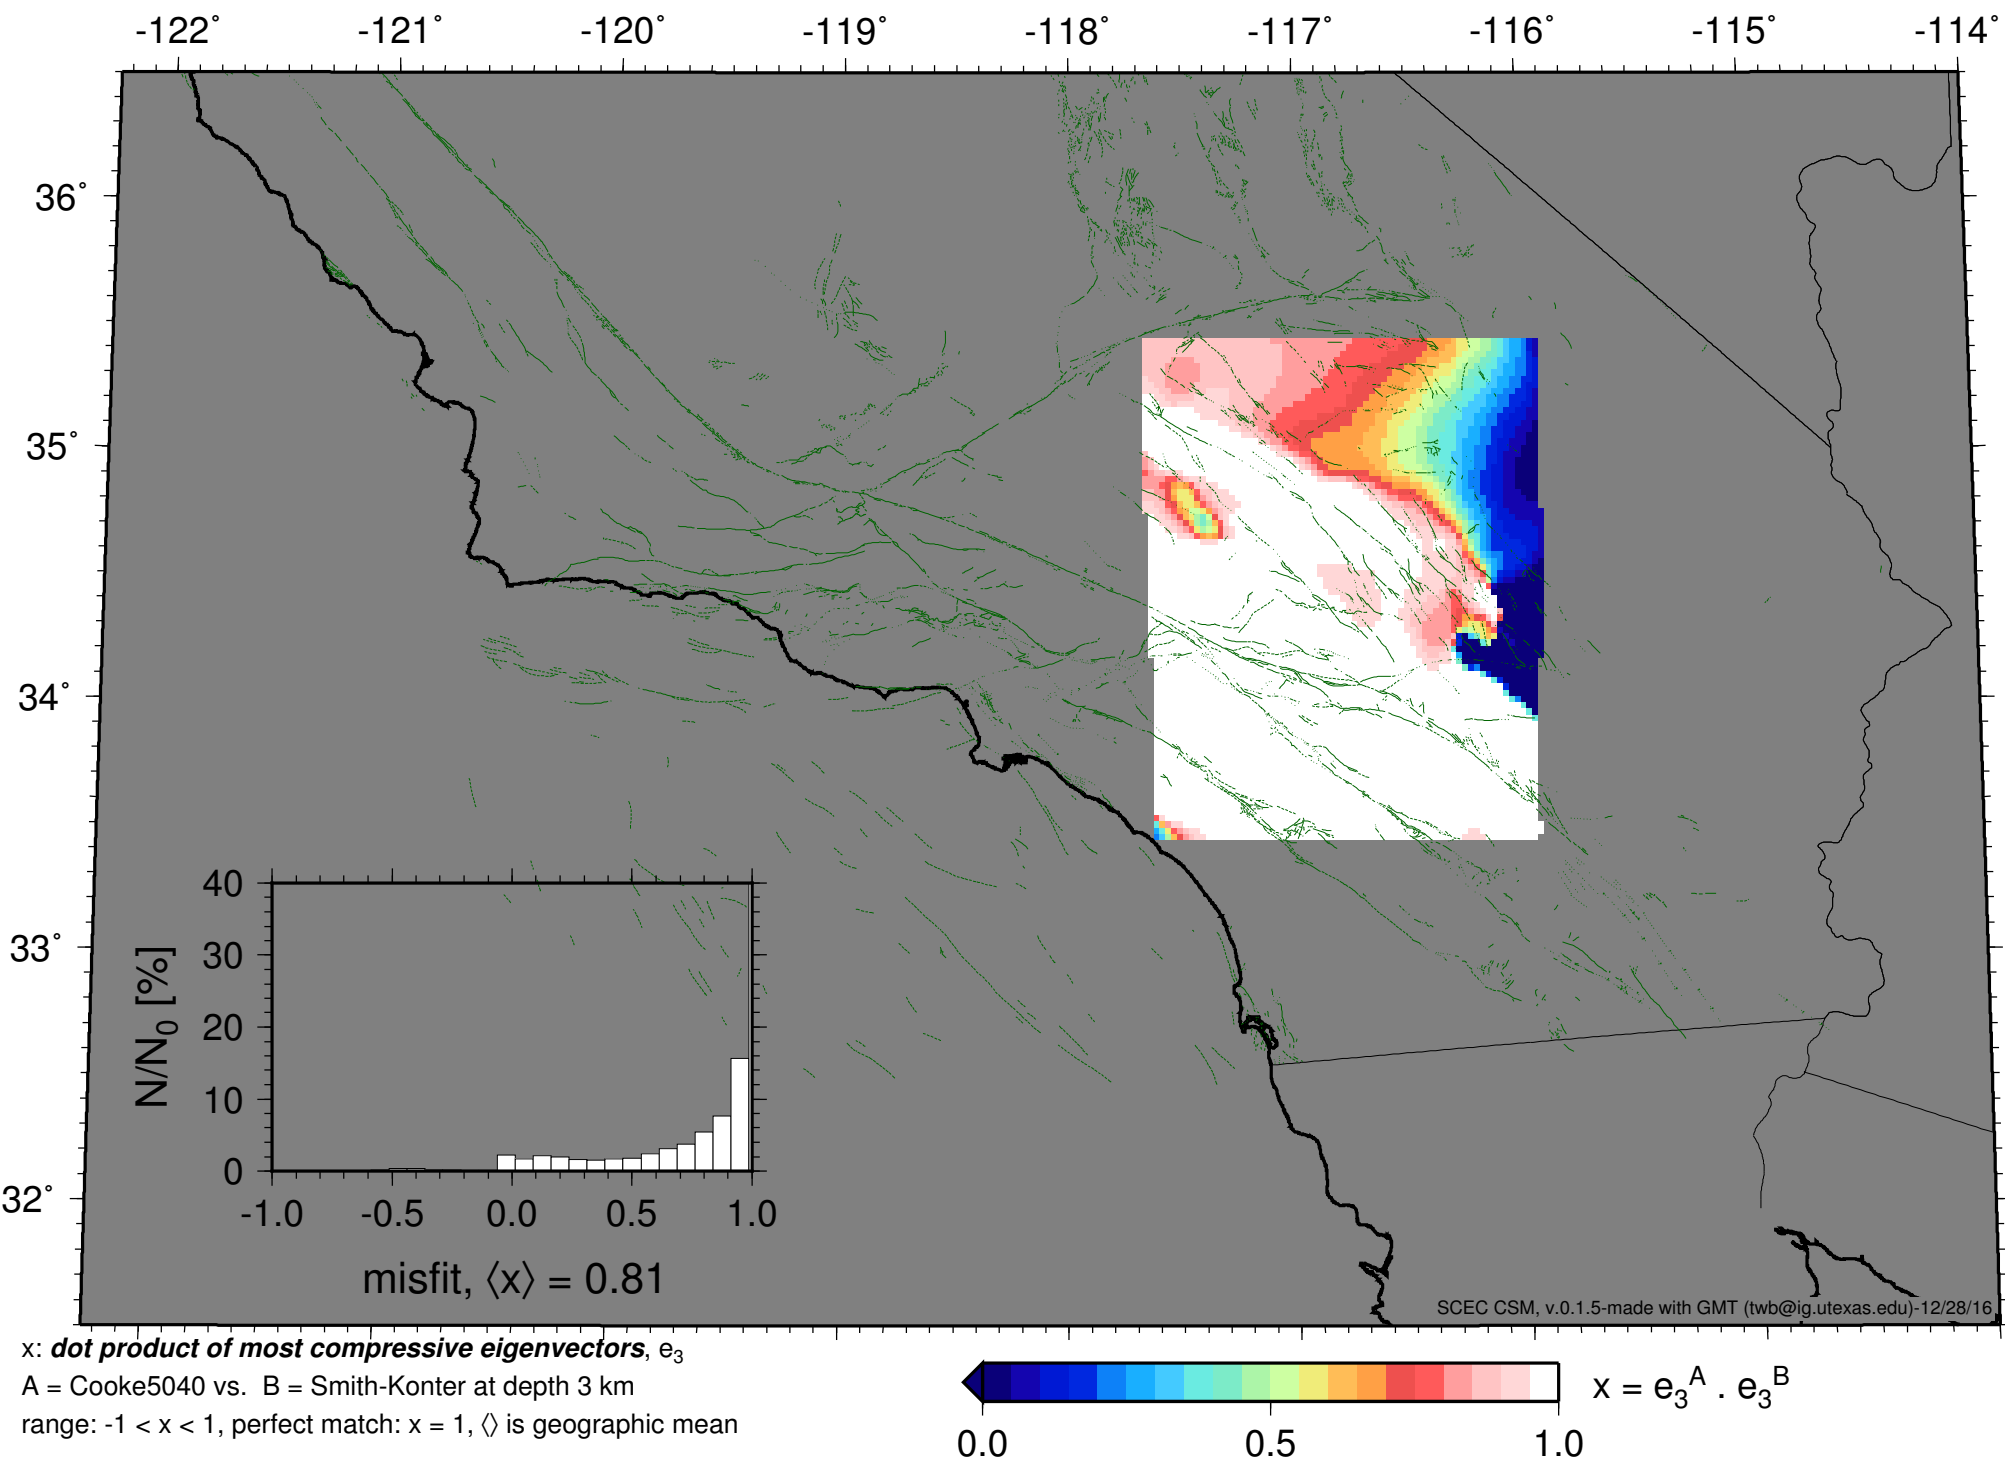 -122° -121° -120° -119° -118° -117° -116° -115° -114°
36°
35°
34°
33°
32°
40
30
20
10
0
N/N0 [%]
-1.0 -0.5 0.0 0.5 1.0
misfit, ⟨x⟩ = 0.81
SCEC CSM, v.0.1.5-made with GMT (twb@ig.utexas.edu)-12/28/16
x: dot product of most compressive eigenvectors, e3
A = Cooke5040 vs. B = Smith-Konter at depth 3 km
range: -1 < x < 1, perfect match: x = 1, ⟨⟩ is geographic mean
x = e3^A . e3^B
0.0 0.5 1.0